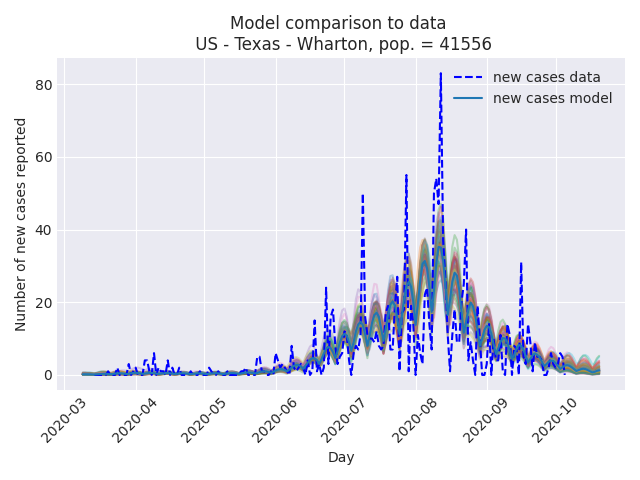 Model comparison to data
US - Texas - Wharton, pop. = 41556
new cases data
new cases model
Number of new cases reported
80
60
40
20
0
2020-03
2020-04
2020-05
2020-06
2020-07
2020-08
2020-09
2020-10
Day